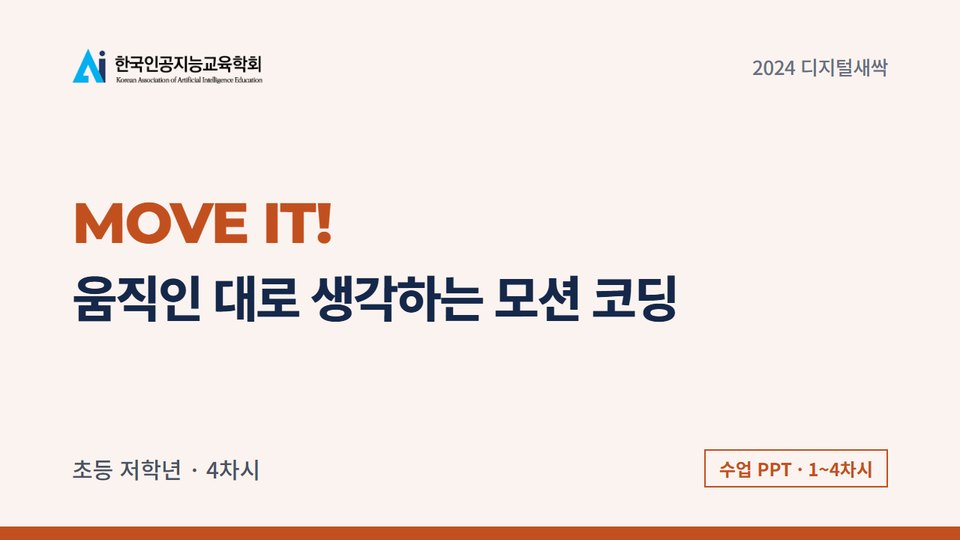 Ai 한국인공지능교육학회
Korean Association of Artificial Intelligence Education
2024 디지털새싹
MOVE IT!
움직인 대로 생각하는 모션 코딩
초등 저학년 · 4차시
수업 PPT · 1~4차시